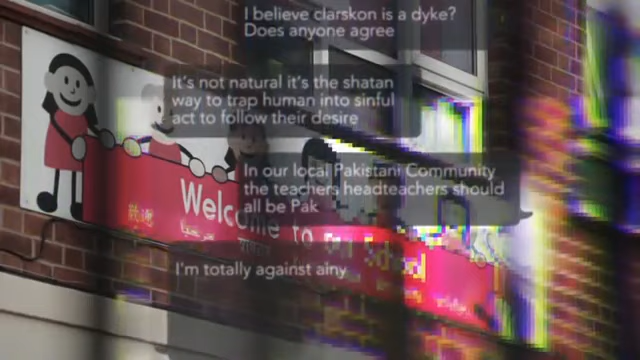 I believe clarskon is a dyke?
Does anyone agree
It's not natural it's the shatan
way to trap human into sinful
act to follow their desire
In our local Pakistani Community
the teachers headteachers should
all be Pak
Welcome to
I'm totally against ainy